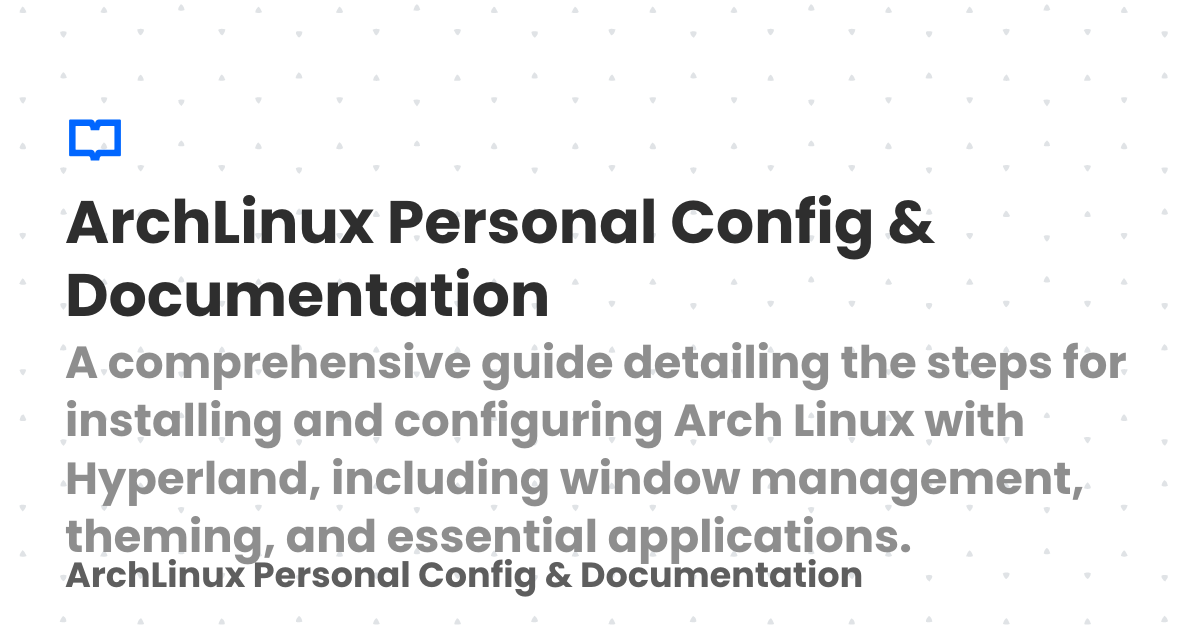 ArchLinux Personal Config &
Documentation
A comprehensive guide detailing the steps for
installing and configuring Arch Linux with
Hyperland, including window management,
theming, and essential applications.
ArchLinux Personal Config & Documentation